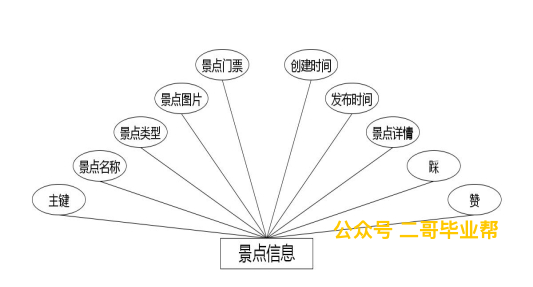 景点门票
创建时间
景点图片
发布时间
景点类型
景点详情
景点名称
踩
主键
赞
公众号 二哥毕业帮
景点信息